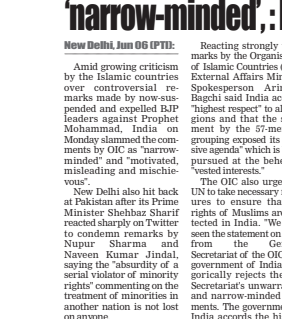 'narrow-minded', :
New Delhi, Jun 06 (PTI):
Amid growing criticism
by the Islamic countries
over controversial re-
marks made by now-sus-
pended and expelled BJP
leaders against Prophet
Mohammad, India on
Monday slammed the com-
ments by OIC as "narrow-
minded" and "motivated,
misleading and mischie-
vous".
New Delhi also hit back
at Pakistan after its Prime
Minister Shehbaz Sharif
reacted sharply on Twitter
to condemn remarks by
Nupur Sharma and
Naveen Kumar Jindal,
saying the "absurdity of a
serial violator of minority
rights" commenting on the
treatment of minorities in
another nation is not lost
on anyone.
Reacting strongly
marks by the Organis
of Islamic Countries (
External Affairs Min
Spokesperson Arin
Bagchi said India ac
"highest respect" to al
gions and that the s
ment by the 57-mem
grouping exposed its
sive agenda" which is
pursued at the behe
"vested interests."
The OIC also urge
UN to take necessary
ures to ensure tha
rights of Muslims ar
tected in India. "We
seen the statement on
from the Ge
Secretariat of the OIC
government of India
gorically rejects the
Secretariat's unwarra
and narrow-minded
ments. The governme
India accords the hi